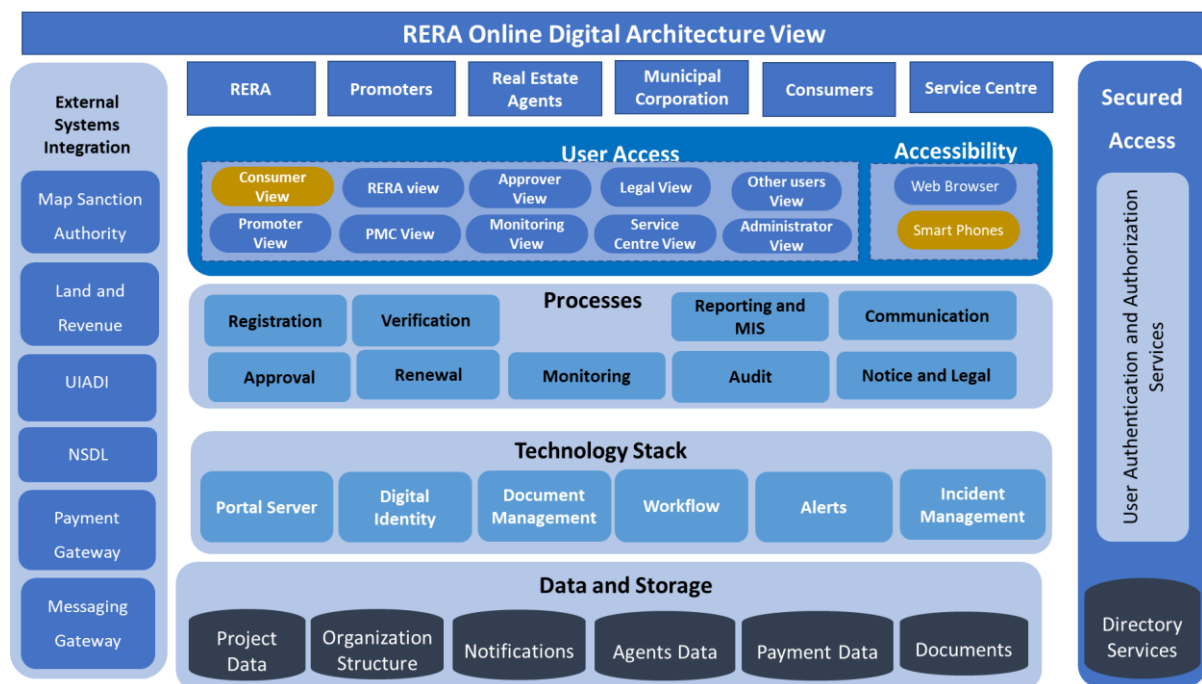 RERA Online Digital Architecture View
External
Systems
Integration
Map Sanction
Authority
Land and
Revenue
UIADI
NSDL
Payment
Gateway
Messaging
Gateway
RERA
Promoters
Real Estate
Agents
Municipal
Corporation
Consumers
Service Centre
User Access
Consumer
View
RERA view
Approver
View
Legal View
Other users
View
Promoter
View
PMC View
Monitoring
View
Service
Centre View
Administrator
View
Accessibility
Web Browser
Smart Phones
Processes
Registration
Verification
Reporting and
MIS
Communication
Approval
Renewal
Monitoring
Audit
Notice and Legal
Technology Stack
Portal Server
Digital
Identity
Document
Management
Workflow
Alerts
Incident
Management
Data and Storage
Project
Data
Organization
Structure
Notifications
Agents Data
Payment Data
Documents
Secured
Access
User Authentication and Authorization
Services
Directory
Services